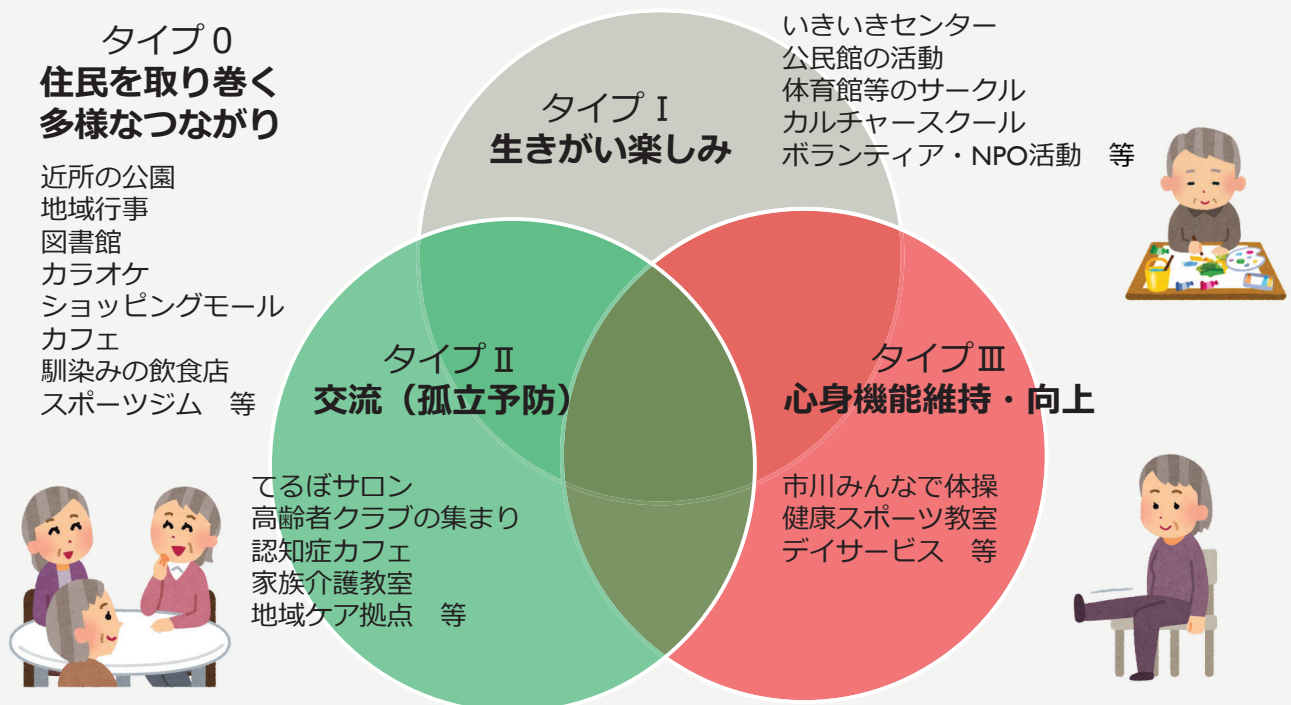 タイプ 0
住民を取り巻く
多様なつながり
近所の公園
地域行事
図書館
カラオケ
ショッピングモール
カフェ
馴染みの飲食店
スポーツジム　等
タイプ Ⅰ
生きがい楽しみ
いきいきセンター
公民館の活動
体育館等のサークル
カルチャースクール
ボランティア・NPO活動　等
タイプ Ⅱ
交流（孤立予防）
てるぼサロン
高齢者クラブの集まり
認知症カフェ
家族介護教室
地域ケア拠点　等
タイプ Ⅲ
心身機能維持・向上
市川みんなで体操
健康スポーツ教室
デイサービス　等